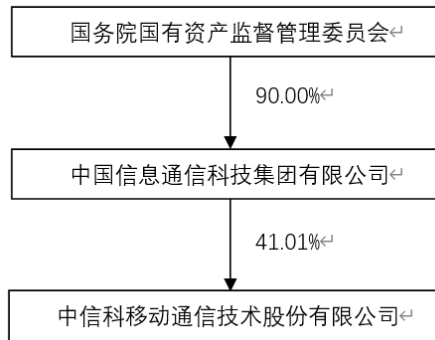 国务院国有资产监督管理委员会↵
90.00%↵
中国信息通信科技集团有限公司↵
41.01%↵
中信科移动通信技术股份有限公司↵